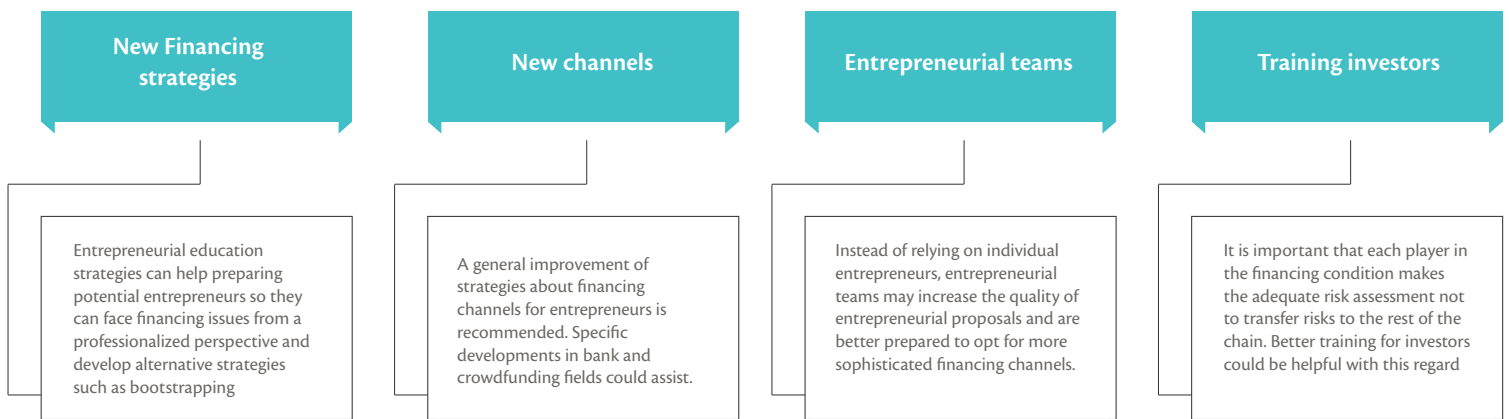 New Financing
strategies
Entrepreneurial education
strategies can help preparing
potential entrepreneurs so they
can face financing issues from a
professionalized perspective and
develop alternative strategies
such as bootstrapping
New channels
A general improvement of
strategies about financing
channels for entrepreneurs is
recommended. Specific
developments in bank and
crowdfunding fields could assist.
Entrepreneurial teams
Instead of relying on individual
entrepreneurs, entrepreneurial
teams may increase the quality of
entrepreneurial proposals and are
better prepared to opt for more
sophisticated financing channels.
Training investors
It is important that each player in
the financing condition makes
the adequate risk assessment not
to transfer risks to the rest of the
chain. Better training for investors
could be helpful with this regard